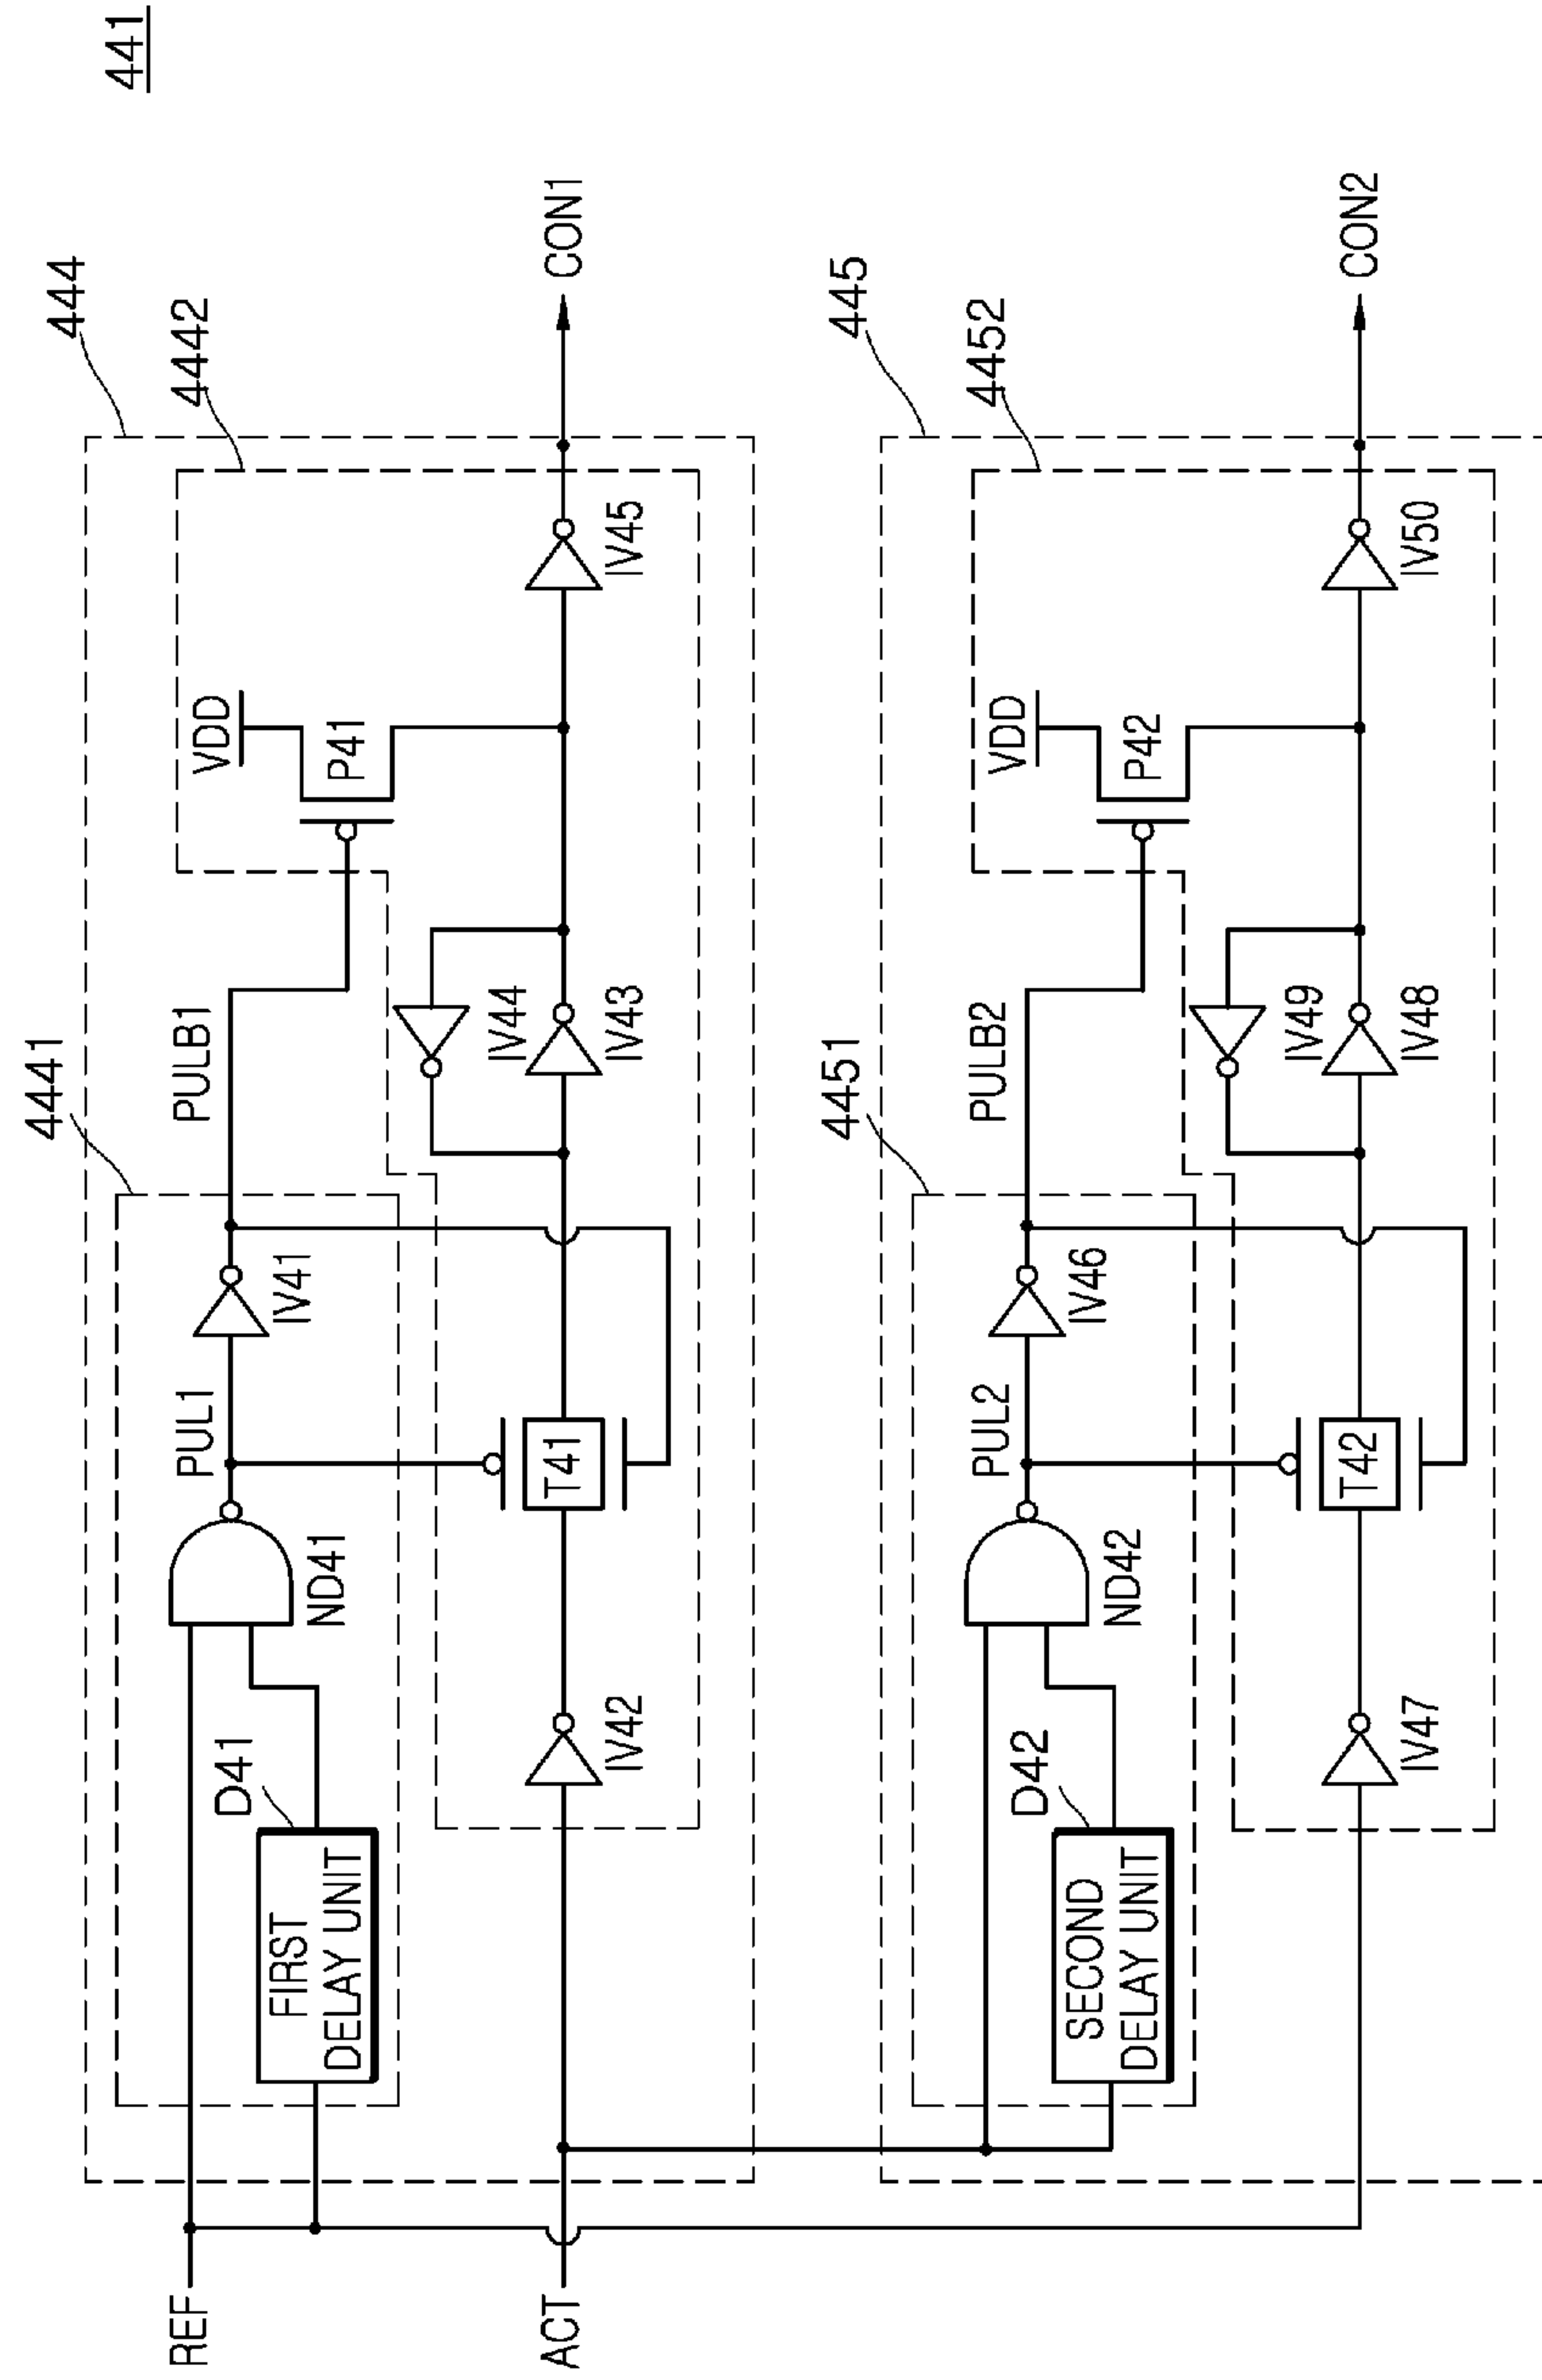 441
444
4442
4441
VDD
P41
PULB1
PUL1
IV41
ND41
D41
FIRST
DELAY UNIT
REF
IV44
IV43
IV45
CON1
T41
IV42
ACT
445
4452
4451
VDD
P42
PULB2
PUL2
IV46
ND42
D42
SECOND
DELAY UNIT
IV49
IV48
IV50
CON2
T42
IV47